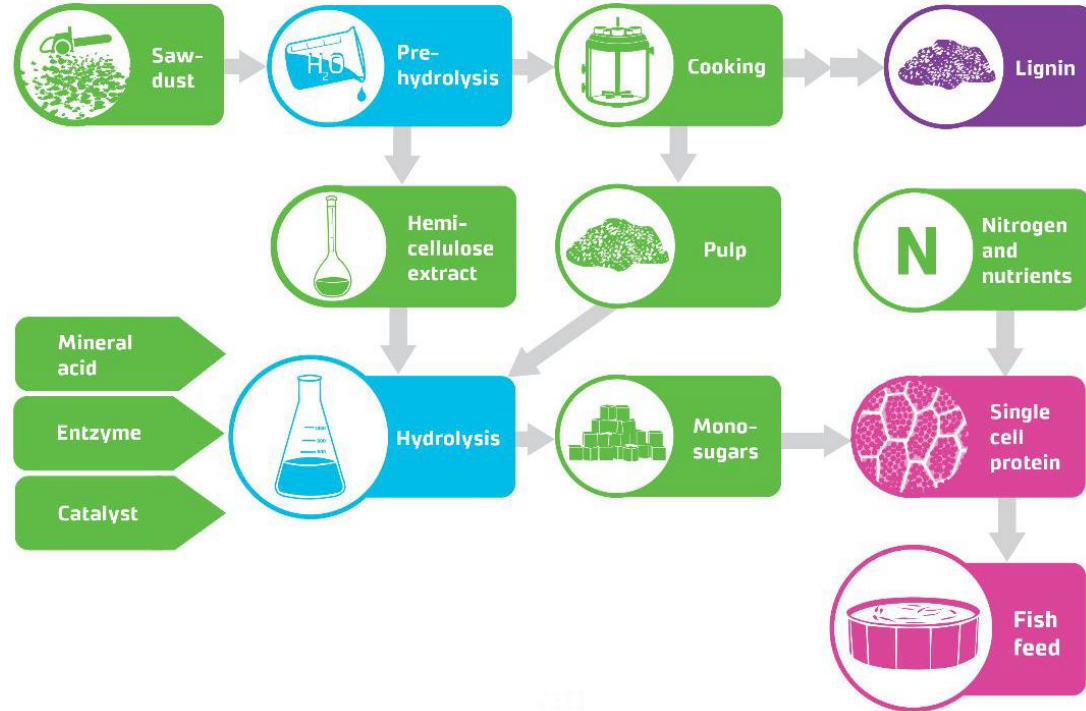 Saw-
dust
H2O
Pre-
hydrolysis
Cooking
Lignin
Hemi-
cellulose
extract
Pulp
N
Nitrogen
and
nutrients
Mineral
acid
Entzyme
Catalyst
Hydrolysis
Mono-
sugars
Single
cell
protein
Fish
feed